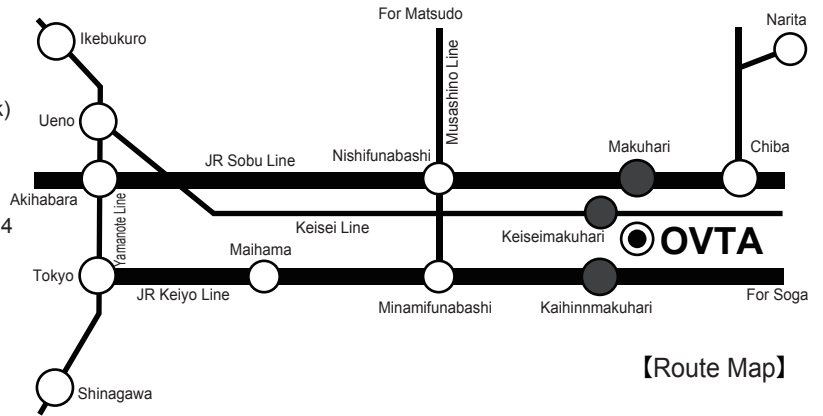 For Matsudo
Narita
Ikebukuro
Musashino Line
k)
Ueno
JR Sobu Line
Nishifunabashi
Makuhari
Chiba
Akihabara
Yamanote Line
4
Keisei Line
Keiseimakuhari
OVTA
Maihama
Tokyo
JR Keiyo Line
Minamifunabashi
Kaihinnmakuhari
For Soga
【Route Map】
Shinagawa